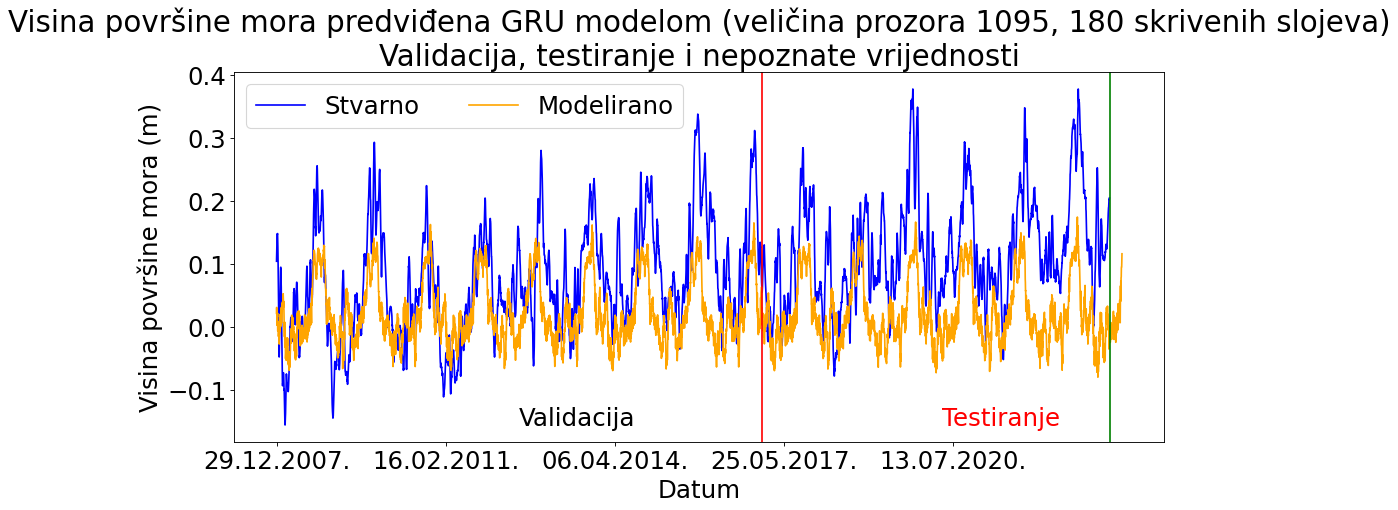 Visina površine mora predviđena GRU modelom (veličina prozora 1095, 180 skrivenih slojeva)
Validacija, testiranje i nepoznate vrijednosti
Stvarno
Modelirano
Visina površine mora (m)
0.4
0.3
0.2
0.1
0.0
−0.1
Validacija
Testiranje
29.12.2007.
16.02.2011.
06.04.2014.
25.05.2017.
13.07.2020.
Datum